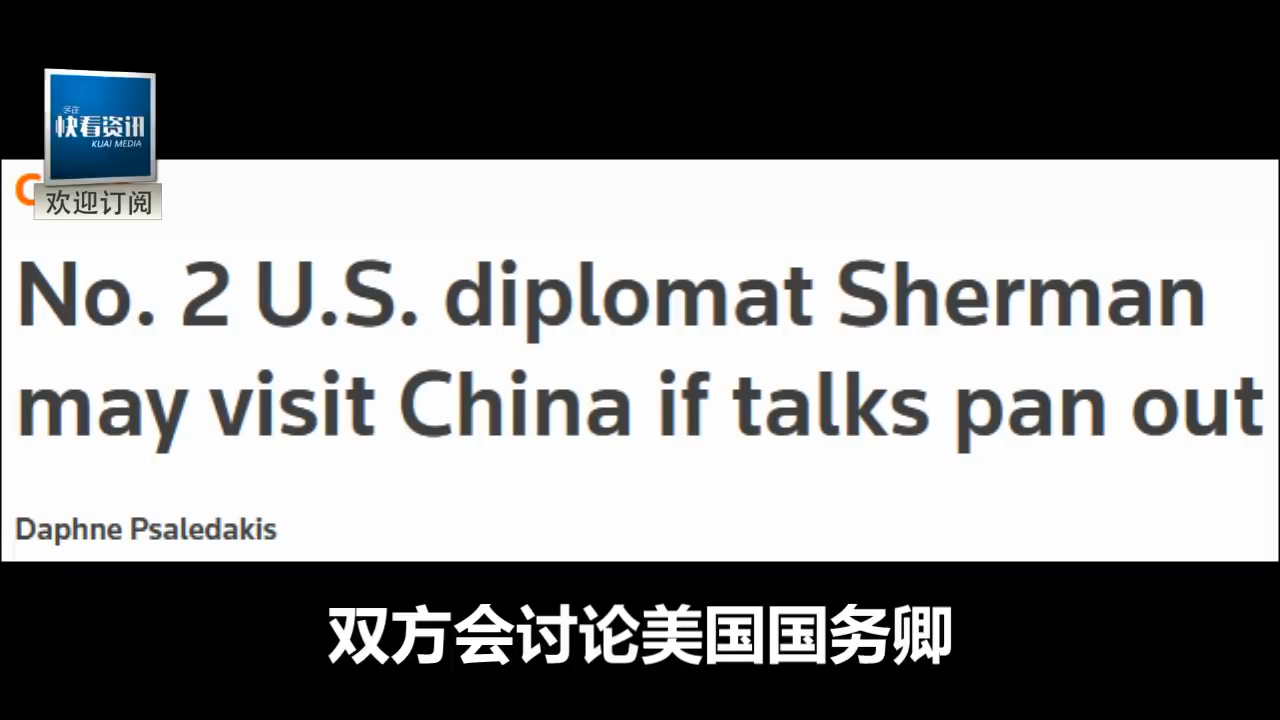 快看资讯
KUAI MEDIA
欢迎订阅
No. 2 U.S. diplomat Sherman
may visit China if talks pan out
Daphne Psaledakis
双方会讨论美国国务卿